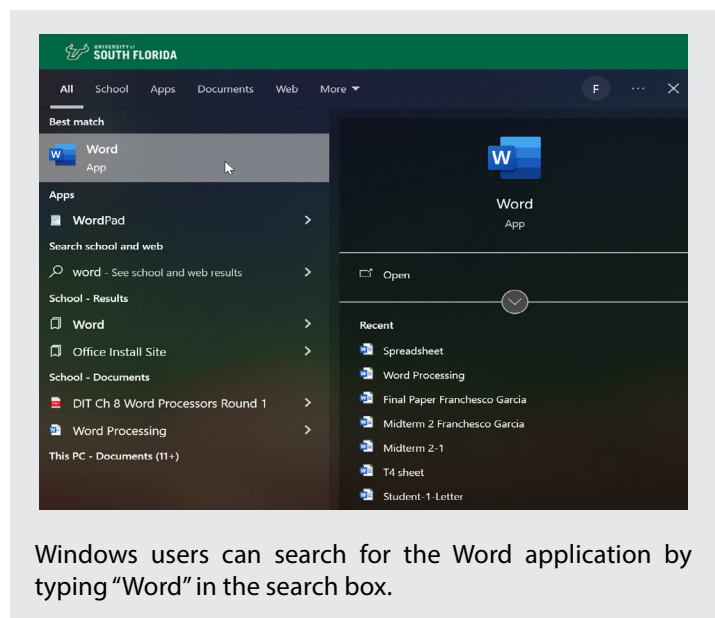 UNIVERSITY of
SOUTH FLORIDA
All School Apps Documents Web More F ... X
Best match
W Word
App
Apps
WordPad
Search school and web
word - See school and web results
School - Results
Word
Office Install Site
School - Documents
DIT Ch 8 Word Processors Round 1
Word Processing
This PC - Documents (11+)
W
Word
App
Open
Recent
Spreadsheet
Word Processing
Final Paper Franchesco Garcia
Midterm 2 Franchesco Garcia
Midterm 2-1
T4 sheet
Student-1-Letter
Windows users can search for the Word application by
typing “Word” in the search box.